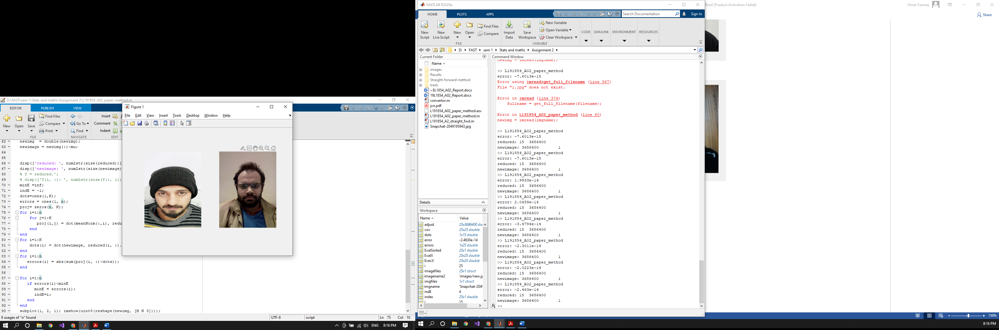 D:\FAST\sem 1\Stats and maths\Assignment 2\L191854_A02_paper_method.m
EDITOR
PUBLISH
VIEW
New
Open
Save
Find Files
Compare
Print
Go To
Find
Insert
Comment
Indent
FILE
NAVIGATE
EDIT
62 newimg = double(newimg);
63 newimage = newimg(:)-mu;
64
65
66 disp(['reduced: ', num2str(size(reduced))]
67 disp(['newimage: ', num2str(size(newimage)
68 % Y = reduced.';
69 % disp(['Y(i, :): ', num2str(size(Y(:, 1))
70 minE =inf;
71 indE = -1;
72 dots=ones(1,K);
73 errors = ones(1, n);
74 proj= zeros(n, K);
75 for i=1:n
76 for j=1:K
77 proj(i,j) = dot(meanNorm(:,i), redu
78 end
79 end
80 for i=1:K
81 dots(i) = dot(newimage, reduced(i, :).
82 end
83 for i=1:n
84 errors(i) = abs(sum(proj(i, :)-dots));
85 end
86
87 for i=1:n
88 if errors(i)<minE
89 minE = errors(i);
90 indE=i;
91 end
92 end
93 subplot(1, 2, 1); imshow(uint8(reshape(newimg, [M N 3])));
8 usages of "n" found
UTF-8
script
Ln 75 Col 10
ENG
8:16 PM
Figure 1
File Edit View Insert Tools Desktop Window Help
MATLAB R2020a
HOME
PLOTS
APPS
Search Documentation
Sign In
New Script
New Live Script
New
Open
Find Files
Compare
Import Data
Save Workspace
New Variable
Open Variable
Clear Workspace
CODE
SIMULINK
ENVIRONMENT
RESOURCES
FILE
VARIABLE
D: FAST sem 1 Stats and maths Assignment 2
Current Folder
Name
images
Results
Straight-forward method
trash
~$L1854_A02_Report.docx
19L1854_A02_Report.docx
convertor.m
jcn.pdf
L191854_A02_paper_method.asv
L191854_A02_paper_method.m
L191854_A2_straight_fwd.m
Snapchat-2049195943.jpg
Details
Workspace
Name Value
adjust 25x3686400 dou
cov 25x25 double
dots 1x15 double
error -2.4630e-14
errors 1x25 double
EvalSorted 25x1 double
EvalX 25x25 double
EvecX 25x25 double
i 25
imagefiles 25x1 struct
imagename2 'images/new.jp
imgfiles 1x1 struct
imgname 'Snapchat-2049
indE 4
index 25x1 double
j 15
Command Window
newimg = imread(imgname);
>> L191854_A02_paper_method
error: -7.6013e-15
Error using imread>get_full_filename (line 567)
File "1.jpg" does not exist.
Error in imread (line 374)
fullname = get_full_filename(filename);
Error in L191854_A02_paper_method (line 60)
newimg = imread(imgname);
>> L191854_A02_paper_method
error: -7.6013e-15
reduced: 15 3686400
newimage: 3686400 1
>> L191854_A02_paper_method
error: -7.6013e-15
reduced: 15 3686400
newimage: 3686400 1
>> L191854_A02_paper_method
error: 1.9933e-14
reduced: 15 3686400
newimage: 3686400 1
>> L191854_A02_paper_method
error: 2.0459e-14
reduced: 15 3686400
newimage: 3686400 1
>> L191854_A02_paper_method
error: -3.4794e-14
reduced: 15 3686400
newimage: 3686400 1
>> L191854_A02_paper_method
error: -2.3011e-14
reduced: 15 3686400
newimage: 3686400 1
>> L191854_A02_paper_method
error: -2.0223e-14
reduced: 15 3686400
newimage: 3686400 1
>> L191854_A02_paper_method
error: -2.463e-14
reduced: 15 3686400
newimage: 3686400 1
>>
Word (Product Activation Failed)
Omar Farooq
Share
150%
8:16 PM